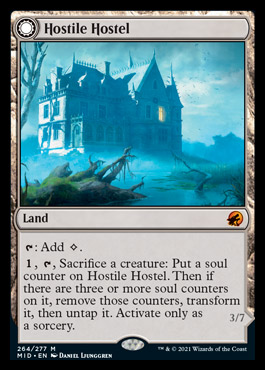 Hostile Hostel
Land
: Add .
1, , Sacrifice a creature: Put a soul
counter on Hostile Hostel. Then if
there are three or more soul counters
on it, remove those counters, transform
it, then untap it. Activate only as
a sorcery.
3/7
264/277 M
MID • EN Daniel Ljunggren
™ & © 2021 Wizards of the Coast